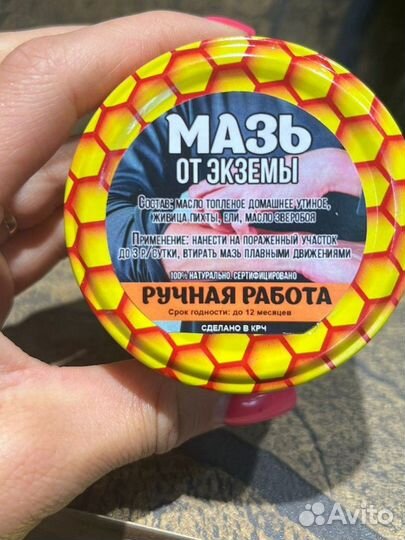 МАЗЬ
ОТ ЭКЗЕМЫ
Состав: масло топленое домашнее утиное,
живица пихты, ели, масло зверобоя
Применение: нанести на пораженный участок
до 3 р/сутки, втирать мазь плавными движениями
100% натурально. сертифицировано
РУЧНАЯ РАБОТА
Срок годности: до 12 месяцев
СДЕЛАНО В КРЧ
Avito